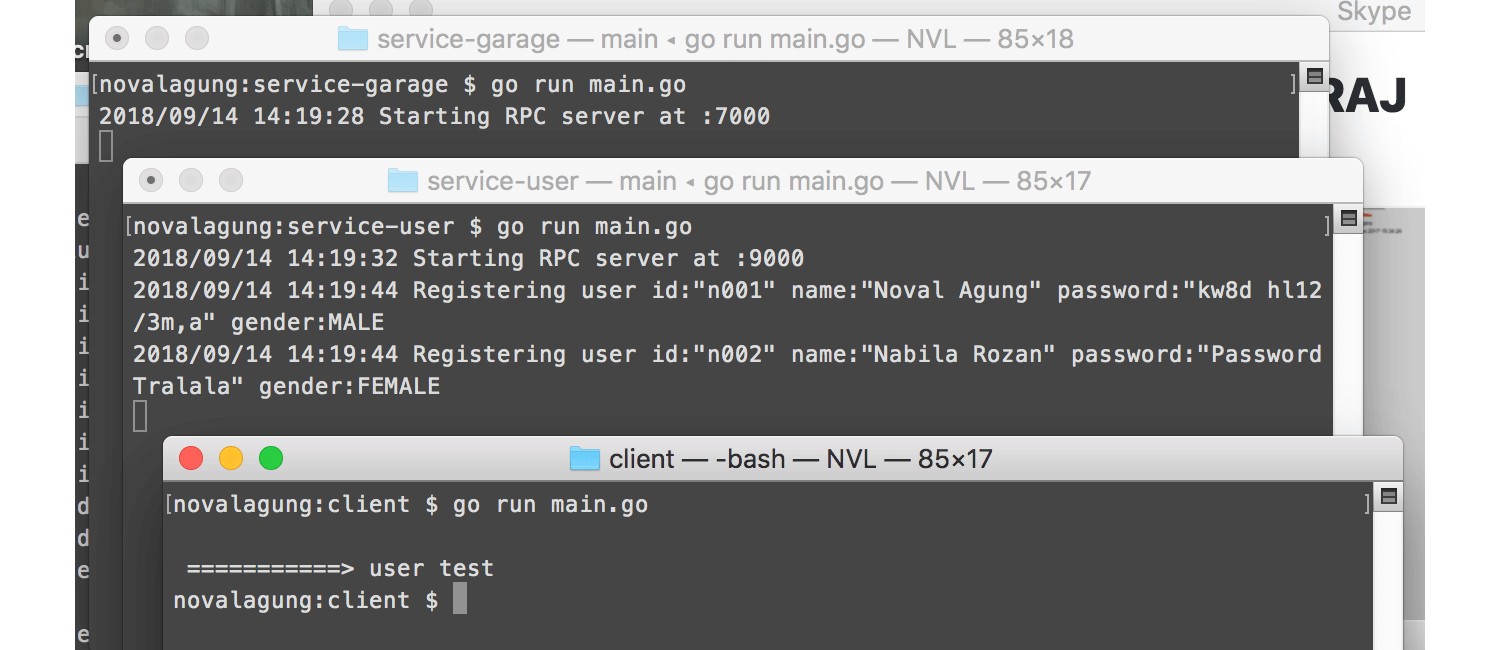 Skype
service-garage — main ◂ go run main.go — NVL — 85×18
[novalagung:service-garage $ go run main.go ]
2018/09/14 14:19:28 Starting RPC server at :7000
RAJ
service-user — main ◂ go run main.go — NVL — 85×17
[novalagung:service-user $ go run main.go ]
2018/09/14 14:19:32 Starting RPC server at :9000
2018/09/14 14:19:44 Registering user id:"n001" name:"Noval Agung" password:"kw8d hl12
/3m,a" gender:MALE
2018/09/14 14:19:44 Registering user id:"n002" name:"Nabila Rozan" password:"Password
Tralala" gender:FEMALE
client — -bash — NVL — 85×17
[novalagung:client $ go run main.go ]
===========> user test
novalagung:client $